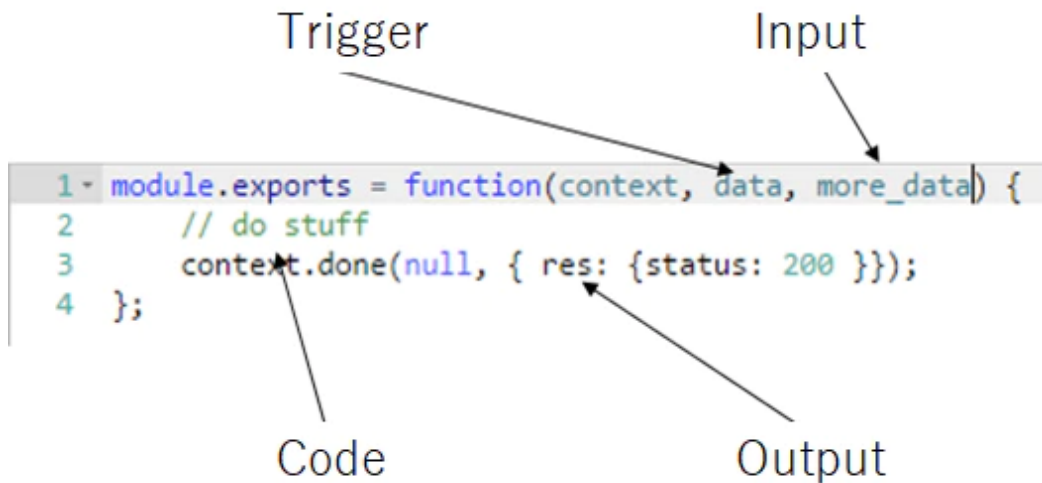 Trigger Input
1 module.exports = function(context, data, more_data) {
2 // do stuff
3 context.done(null, { res: {status: 200 }});
4 };
Code Output